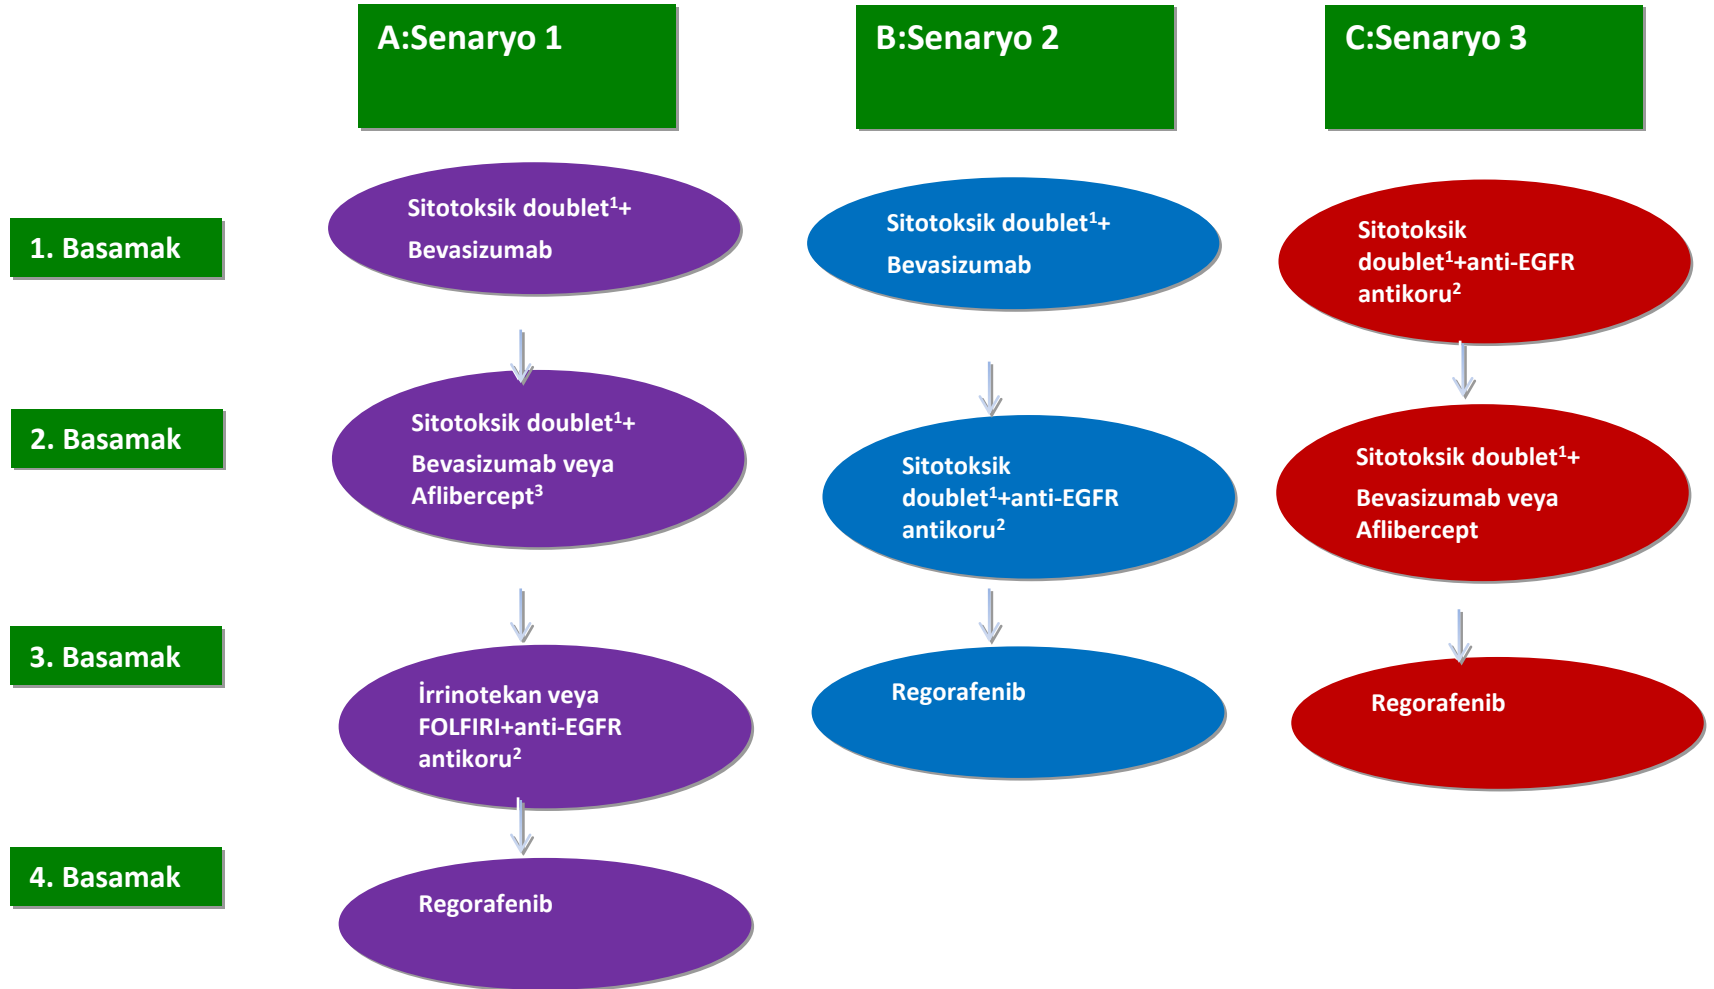 A:Senaryo 1
B:Senaryo 2
C:Senaryo 3
1. Basamak
Sitotoksik doublet¹+
Bevasizumab
Sitotoksik doublet¹+
Bevasizumab
Sitotoksik
doublet¹+anti-EGFR
antikoru²
2. Basamak
Sitotoksik doublet¹+
Bevasizumab veya
Aflibercept³
Sitotoksik
doublet¹+anti-EGFR
antikoru²
Sitotoksik doublet¹+
Bevasizumab veya
Aflibercept
3. Basamak
İrrinotekan veya
FOLFIRI+anti-EGFR
antikoru²
Regorafenib
Regorafenib
4. Basamak
Regorafenib